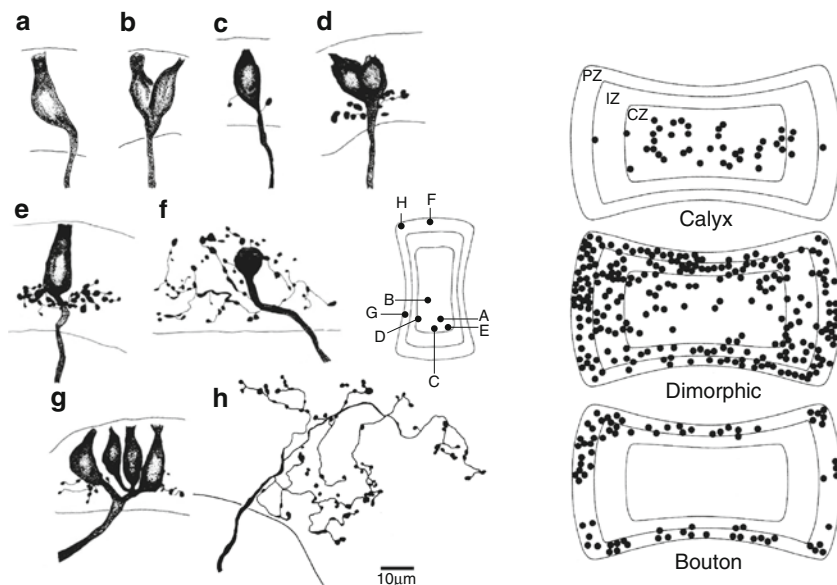 a b c d
PZ
IZ
CZ
Calyx
e f
H F
B
G A
D E
C
Dimorphic
g h
10μm
Bouton